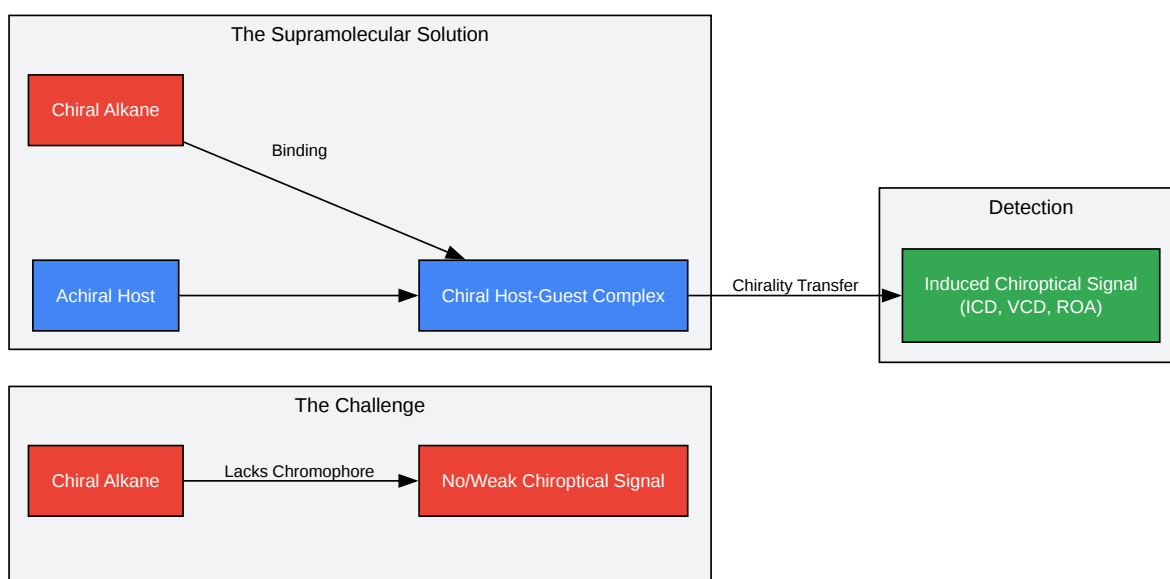 The Supramolecular Solution
Chiral Alkane
Binding
Achiral Host
Chiral Host-Guest Complex
Chirality Transfer
Detection
Induced Chiroptical Signal
(ICD, VCD, ROA)
The Challenge
Chiral Alkane
Lacks Chromophore
No/Weak Chiroptical Signal